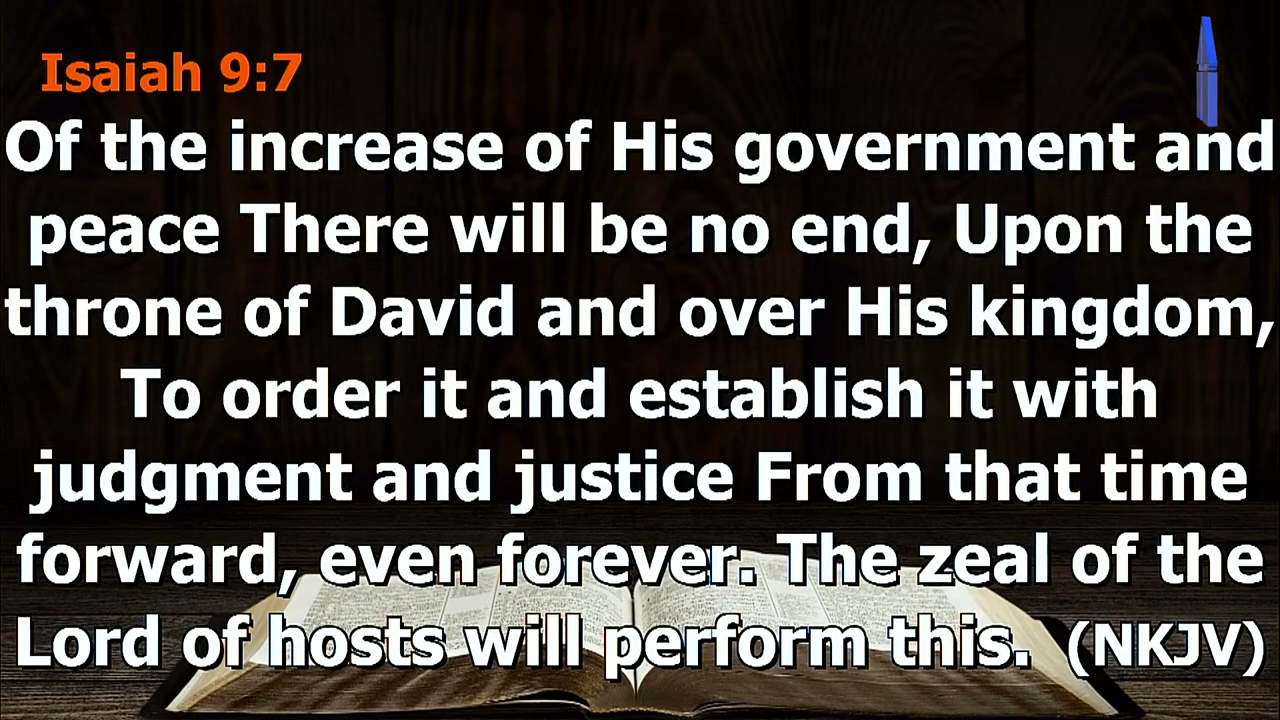 Isaiah 9:7
Of the increase of His government and
peace There will be no end, Upon the
throne of David and over His kingdom,
To order it and establish it with
judgment and justice From that time
forward, even forever. The zeal of the
Lord of hosts will perform this.  (NKJV)